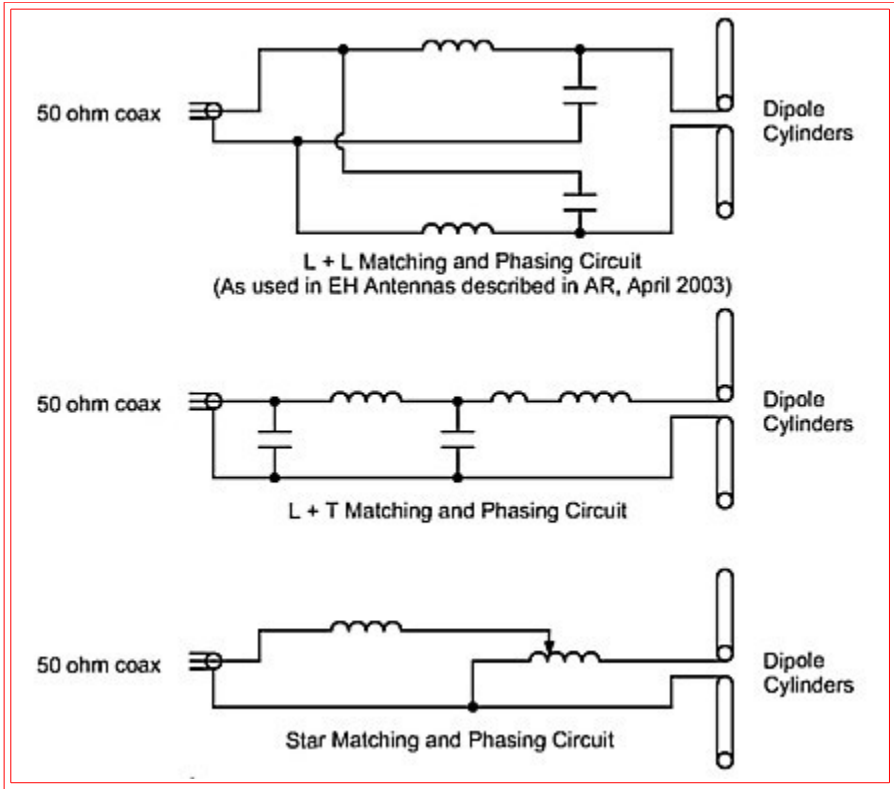 50 ohm coax
Dipole
Cylinders
L + L Matching and Phasing Circuit
(As used in EH Antennas described in AR, April 2003)
50 ohm coax
Dipole
Cylinders
L + T Matching and Phasing Circuit
50 ohm coax
Dipole
Cylinders
Star Matching and Phasing Circuit